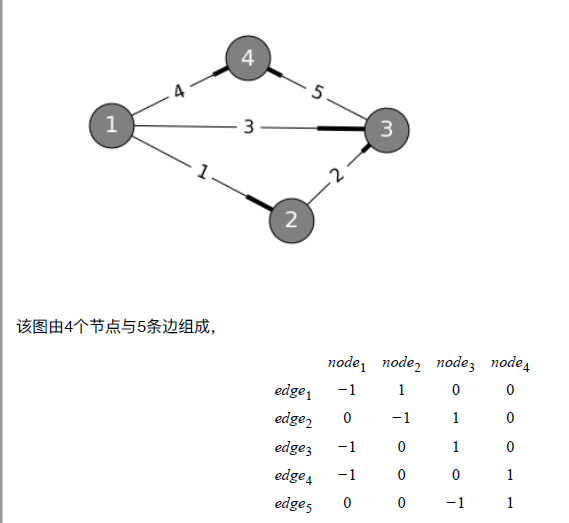 4
4
5
1
3
3
1
2
2
该图由4个节点与5条边组成，
node1 node2 node3 node4
edge1 −1 1 0 0
edge2 0 −1 1 0
edge3 −1 0 1 0
edge4 −1 0 0 1
edge5 0 0 −1 1